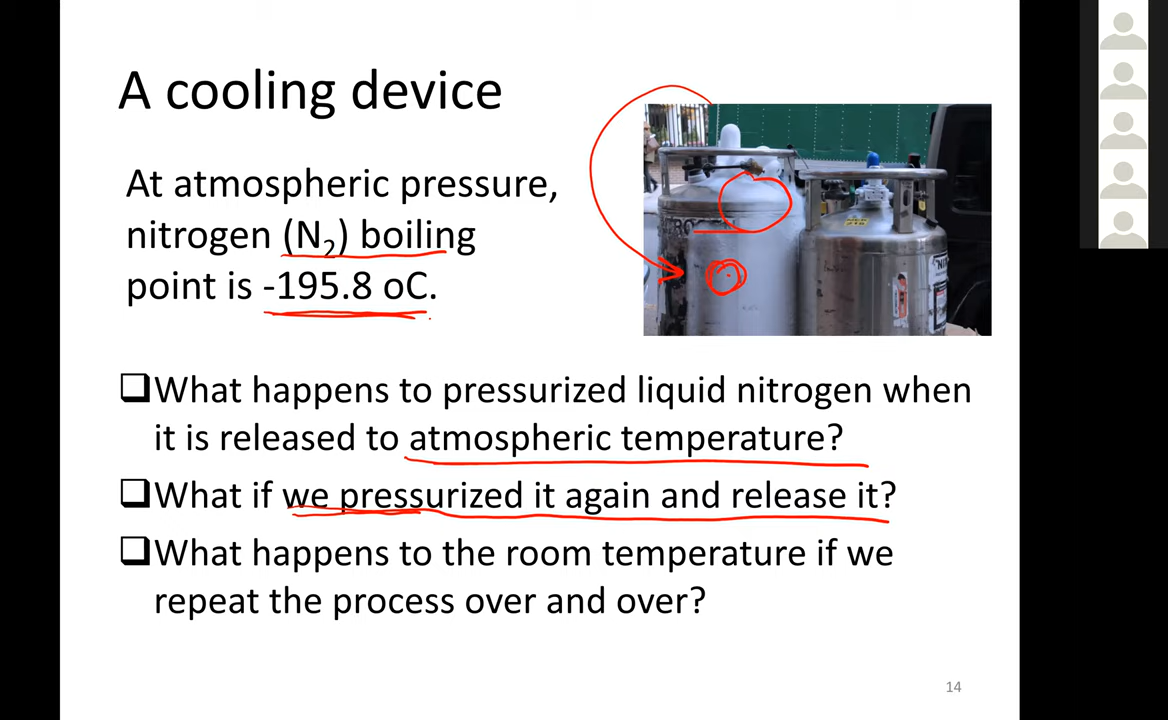 A cooling device
At atmospheric pressure,
nitrogen (N₂) boiling
point is -195.8 oC.
❑What happens to pressurized liquid nitrogen when
it is released to atmospheric temperature?
❑What if we pressurized it again and release it?
❑What happens to the room temperature if we
repeat the process over and over?
14